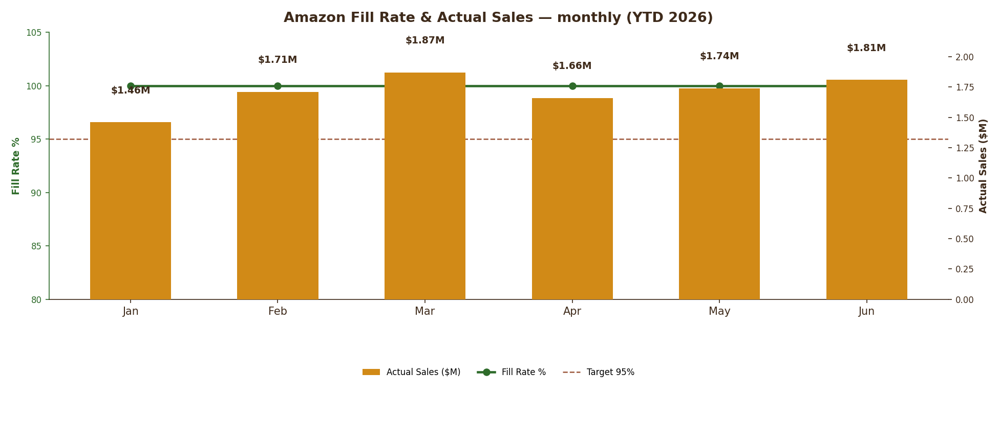 Amazon Fill Rate & Actual Sales — monthly (YTD 2026)
105
100
95
90
85
80
Fill Rate %
$1.46M
$1.71M
$1.87M
$1.66M
$1.74M
$1.81M
2.00
1.75
1.50
1.25
1.00
0.75
0.50
0.25
0.00
Actual Sales ($M)
Jan Feb Mar Apr May Jun
Actual Sales ($M) Fill Rate % Target 95%